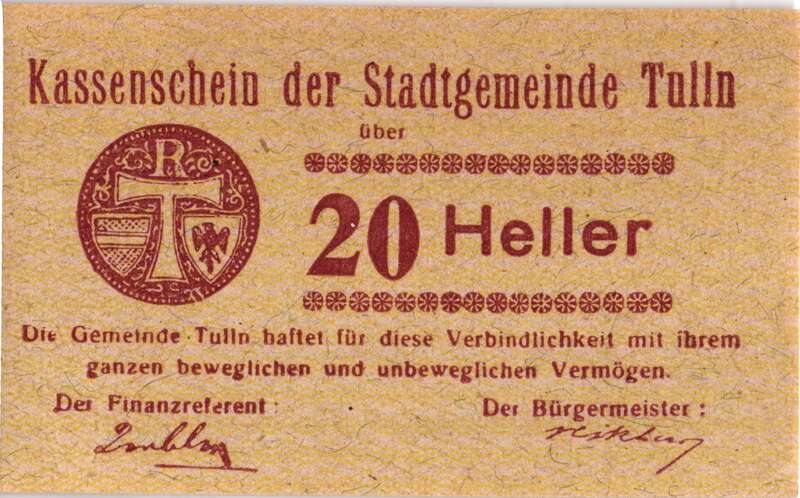 Kassenschein der Stadtgemeinde Tulln
über
R
T
20 Heller
Die Gemeinde Tulln haftet für diese Verbindlichkeit mit ihrem
ganzen beweglichen und unbeweglichen Vermögen.
Der Finanzreferent: Der Bürgermeister: